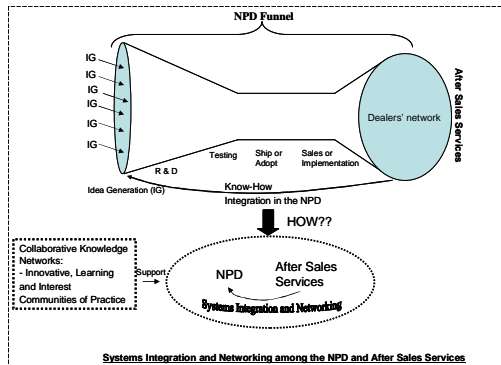 NPD Funnel
IG
IG
IG
IG
IG
IG
Dealers' network
After Sales Services
Testing
Ship or
Adopt
Sales or
Implementation
R & D
Idea Generation (IG)
Know-How
Integration in the NPD
HOW??
Collaborative Knowledge
Networks:
- Innovative, Learning
and Interest
Communities of Practice
Support
NPD
After Sales
Services
Systems Integration and Networking
Systems Integration and Networking among the NPD and After Sales Services